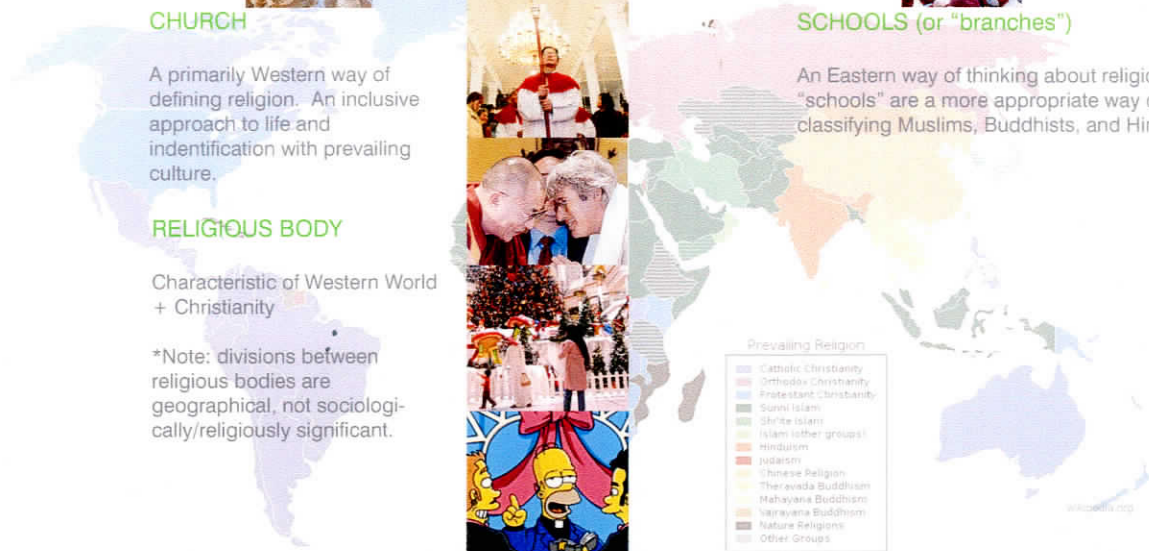 CHURCH
A primarily Western way of
defining religion. An inclusive
approach to life and
indentification with prevailing
culture.
RELIGIOUS BODY
Characteristic of Western World
+ Christianity
*Note: divisions between
religious bodies are
geographical, not sociologi-
cally/religiously significant.
SCHOOLS (or “branches”)
An Eastern way of thinking about
“schools” are a more appropriate way
classifying Muslims, Buddhists, and
Prevailing Religion
Catholic Christianity
Orthodox Christianity
Protestant Christianity
Sunni Islam
Shi'ite Islam
Islam (other groups)
Hinduism
Judaism
Chinese Religion
Theravada Buddhism
Mahayana Buddhism
Vajrayana Buddhism
Nature Religions
Other Groups
wikipedia.org